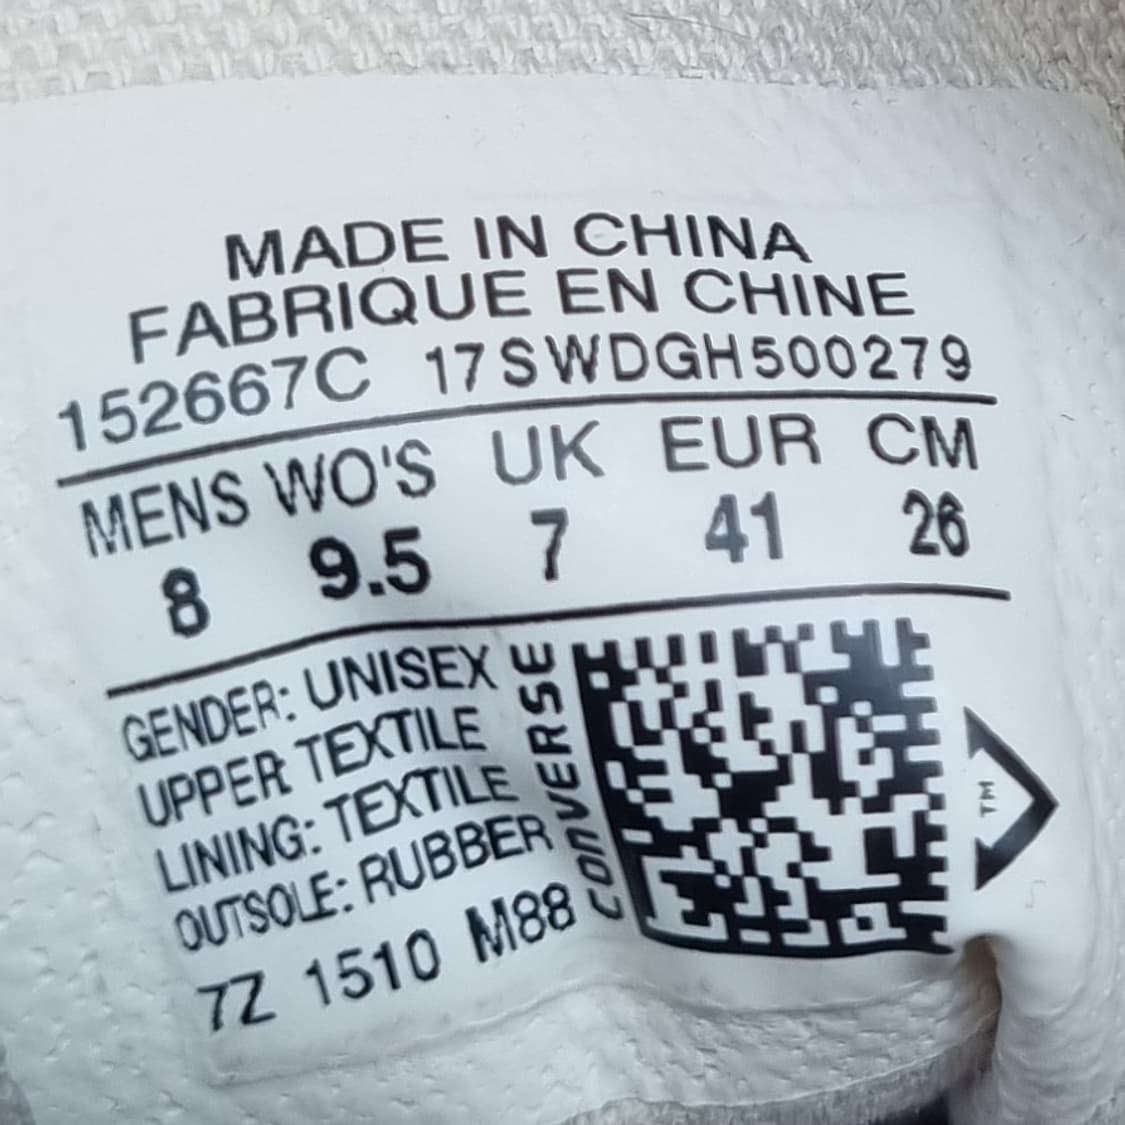 MADE IN CHINA
FABRIQUE EN CHINE
152667C 17SWDGH500279
MENS WO'S UK EUR CM
8 9.5 7 41 26
GENDER: UNISEX
UPPER TEXTILE
LINING: TEXTILE
OUTSOLE: RUBBER
7Z 1510 M88
CONVERSE
TM